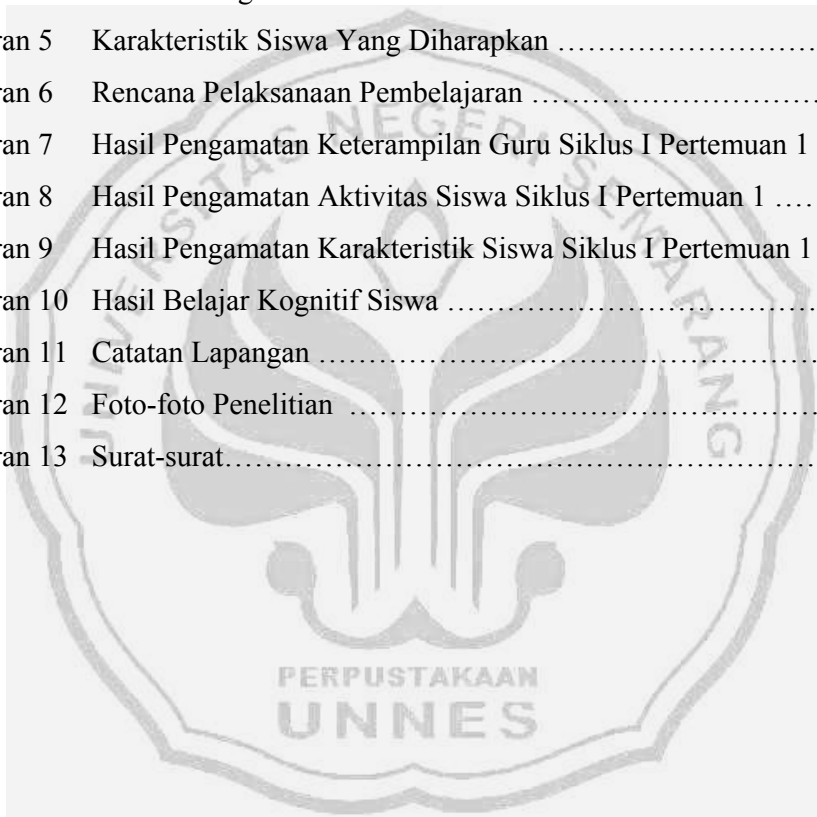 ran 5 Karakteristik Siswa Yang Diharapkan ……………………
ran 6 Rencana Pelaksanaan Pembelajaran ………………………
ran 7 Hasil Pengamatan Keterampilan Guru Siklus I Pertemuan 1
ran 8 Hasil Pengamatan Aktivitas Siswa Siklus I Pertemuan 1 ….
ran 9 Hasil Pengamatan Karakteristik Siswa Siklus I Pertemuan 1
ran 10 Hasil Belajar Kognitif Siswa ………………………………
ran 11 Catatan Lapangan …………………………………………
ran 12 Foto-foto Penelitian ………………………………………
ran 13 Surat-surat……………………………………………………
UNIVERSITAS NEGERI SEMARANG
PERPUSTAKAAN
UNNES